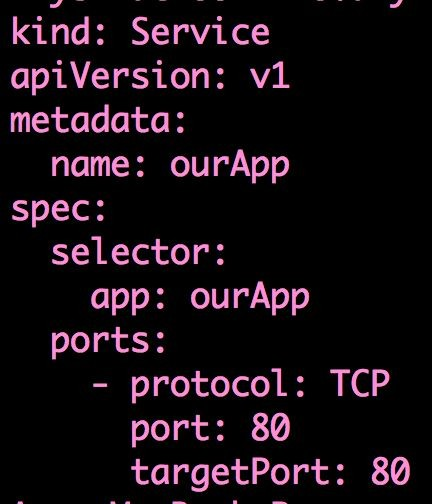 kind: Service
apiVersion: v1
metadata:
  name: ourApp
spec:
  selector:
    app: ourApp
  ports:
    - protocol: TCP
      port: 80
      targetPort: 80